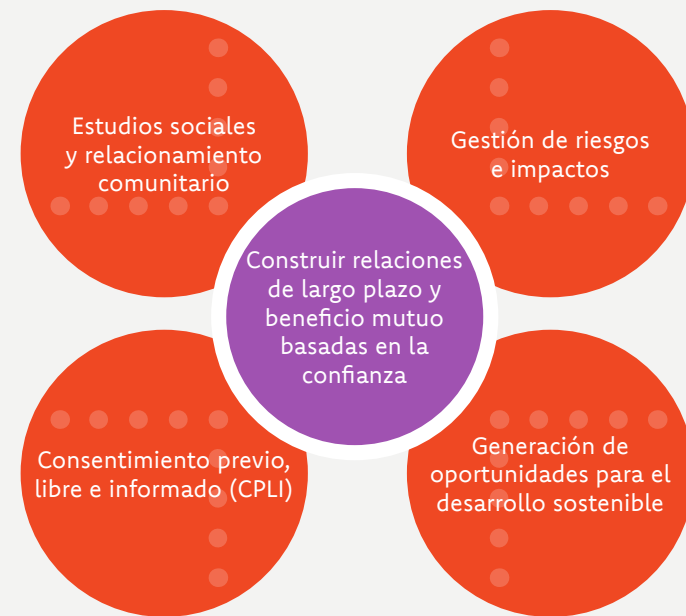 Estudios sociales
y relacionamiento
comunitario
Gestión de riesgos
e impactos
Construir relaciones
de largo plazo y
beneficio mutuo
basadas en la
confianza
Consentimiento previo,
libre e informado (CPLI)
Generación de
oportunidades para el
desarrollo sostenible